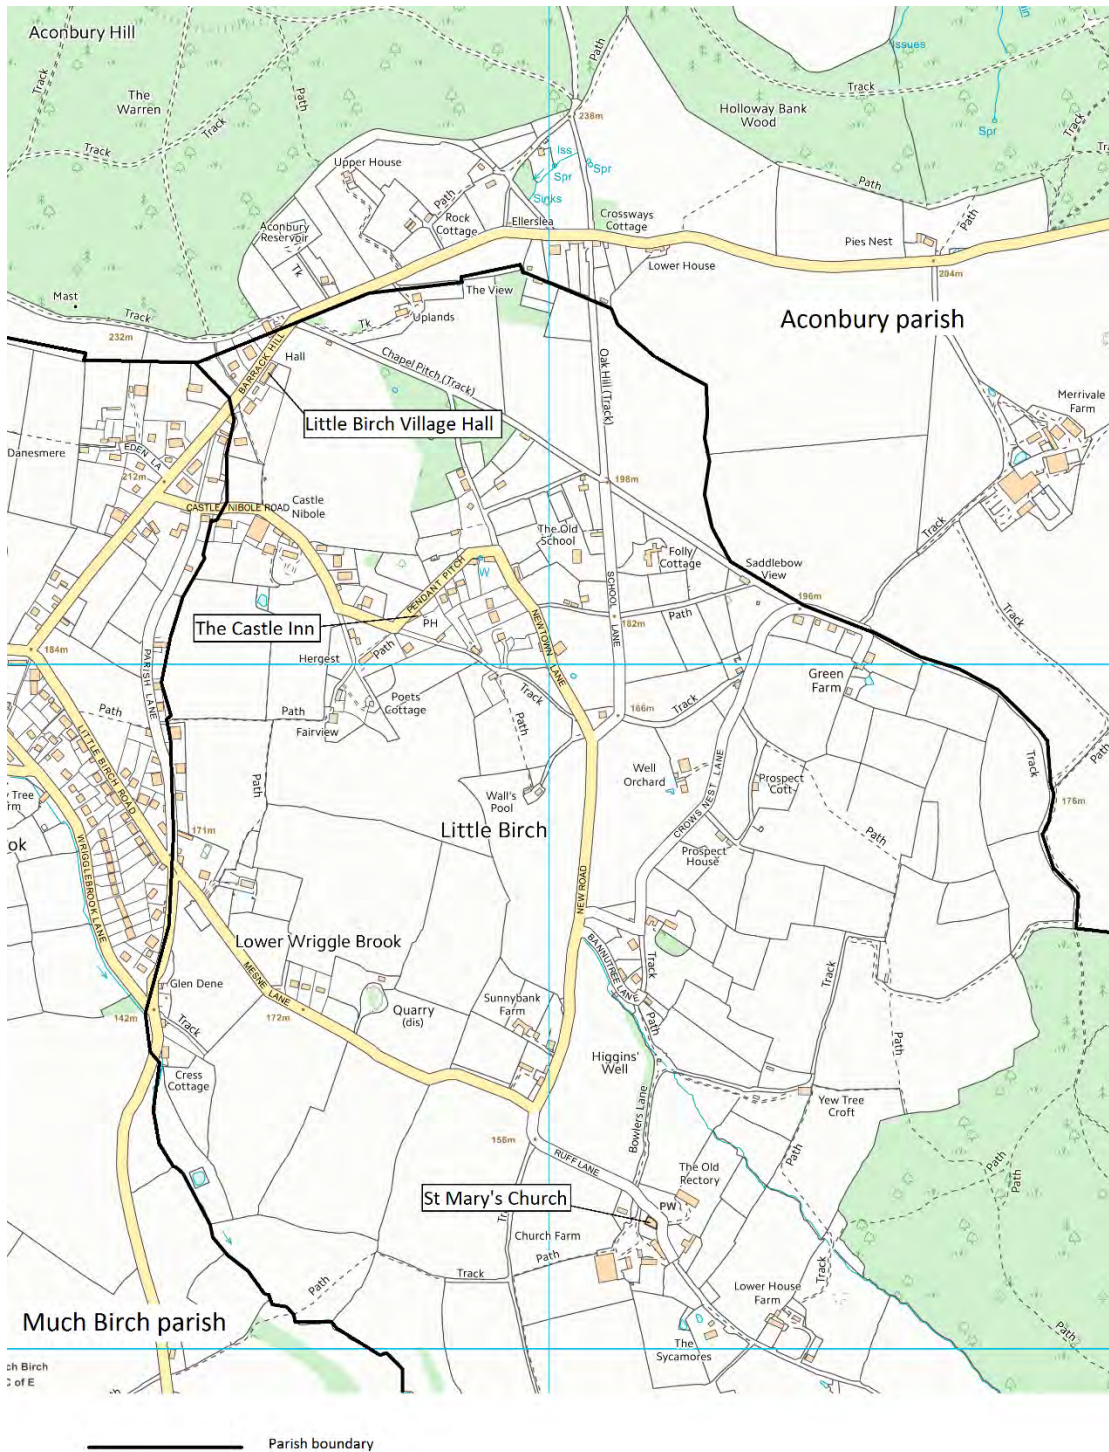 Aconbury Hill
Track
The
Warren
Path
Track
Track
Path
238m
Issues
Track
Holloway Bank
Wood
Spr
Path
Path
Upper House
Iss
Spr
Spr
Sinks
Path
Rock
Cottage
Ellerslea
Crossways
Cottage
Aconbury
Reservoir
Tk
Pies Nest
Lower House
204m
The View
Mast
Track
232m
Uplands
Tk
Aconbury parish
Hall
BARRACK HILL
Chapel Pitch (Track)
Oak Hill (Track)
Merrivale
Farm
Little Birch Village Hall
Danesmere
EDEN LA
212m
198m
CASTLE NIBOLE ROAD
Castle
Nibole
The Old
School
Track
Folly
Cottage
Saddlebow
View
PENDANT PITCH
W
SCHOOL LANE
Path
196m
Track
The Castle Inn
PH
NEWTOWN LANE
182m
184m
PARISH LANE
Hergest
Path
Green
Farm
Poets
Cottage
Track
166m
Track
Path
Path
Fairview
Path
LITTLE BIRCH ROAD
Path
Well
Orchard
CROWS NEST LANE
Prospect
Cott
Track
Path
Tree
Wall's
Pool
176m
171m
Little Birch
Path
ok
WRIGGLEBROOK LANE
Prospect
House
NEW ROAD
Lower Wriggle Brook
BANNUTREE LANE
Track
Track
Glen Dene
MESNE LANE
Quarry
(dis)
Sunnybank
Farm
142m
Track
172m
Path
Path
Higgins'
Well
Cress
Cottage
Bowlers Lane
Yew Tree
Croft
156m
RUFF LANE
The Old
Rectory
Path
Path
Path
St Mary's Church
PW
Church Farm
Path
Track
Lower House
Farm
Track
Path
Much Birch parish
The
Sycamores
Path
ch Birch
C of E
Parish boundary